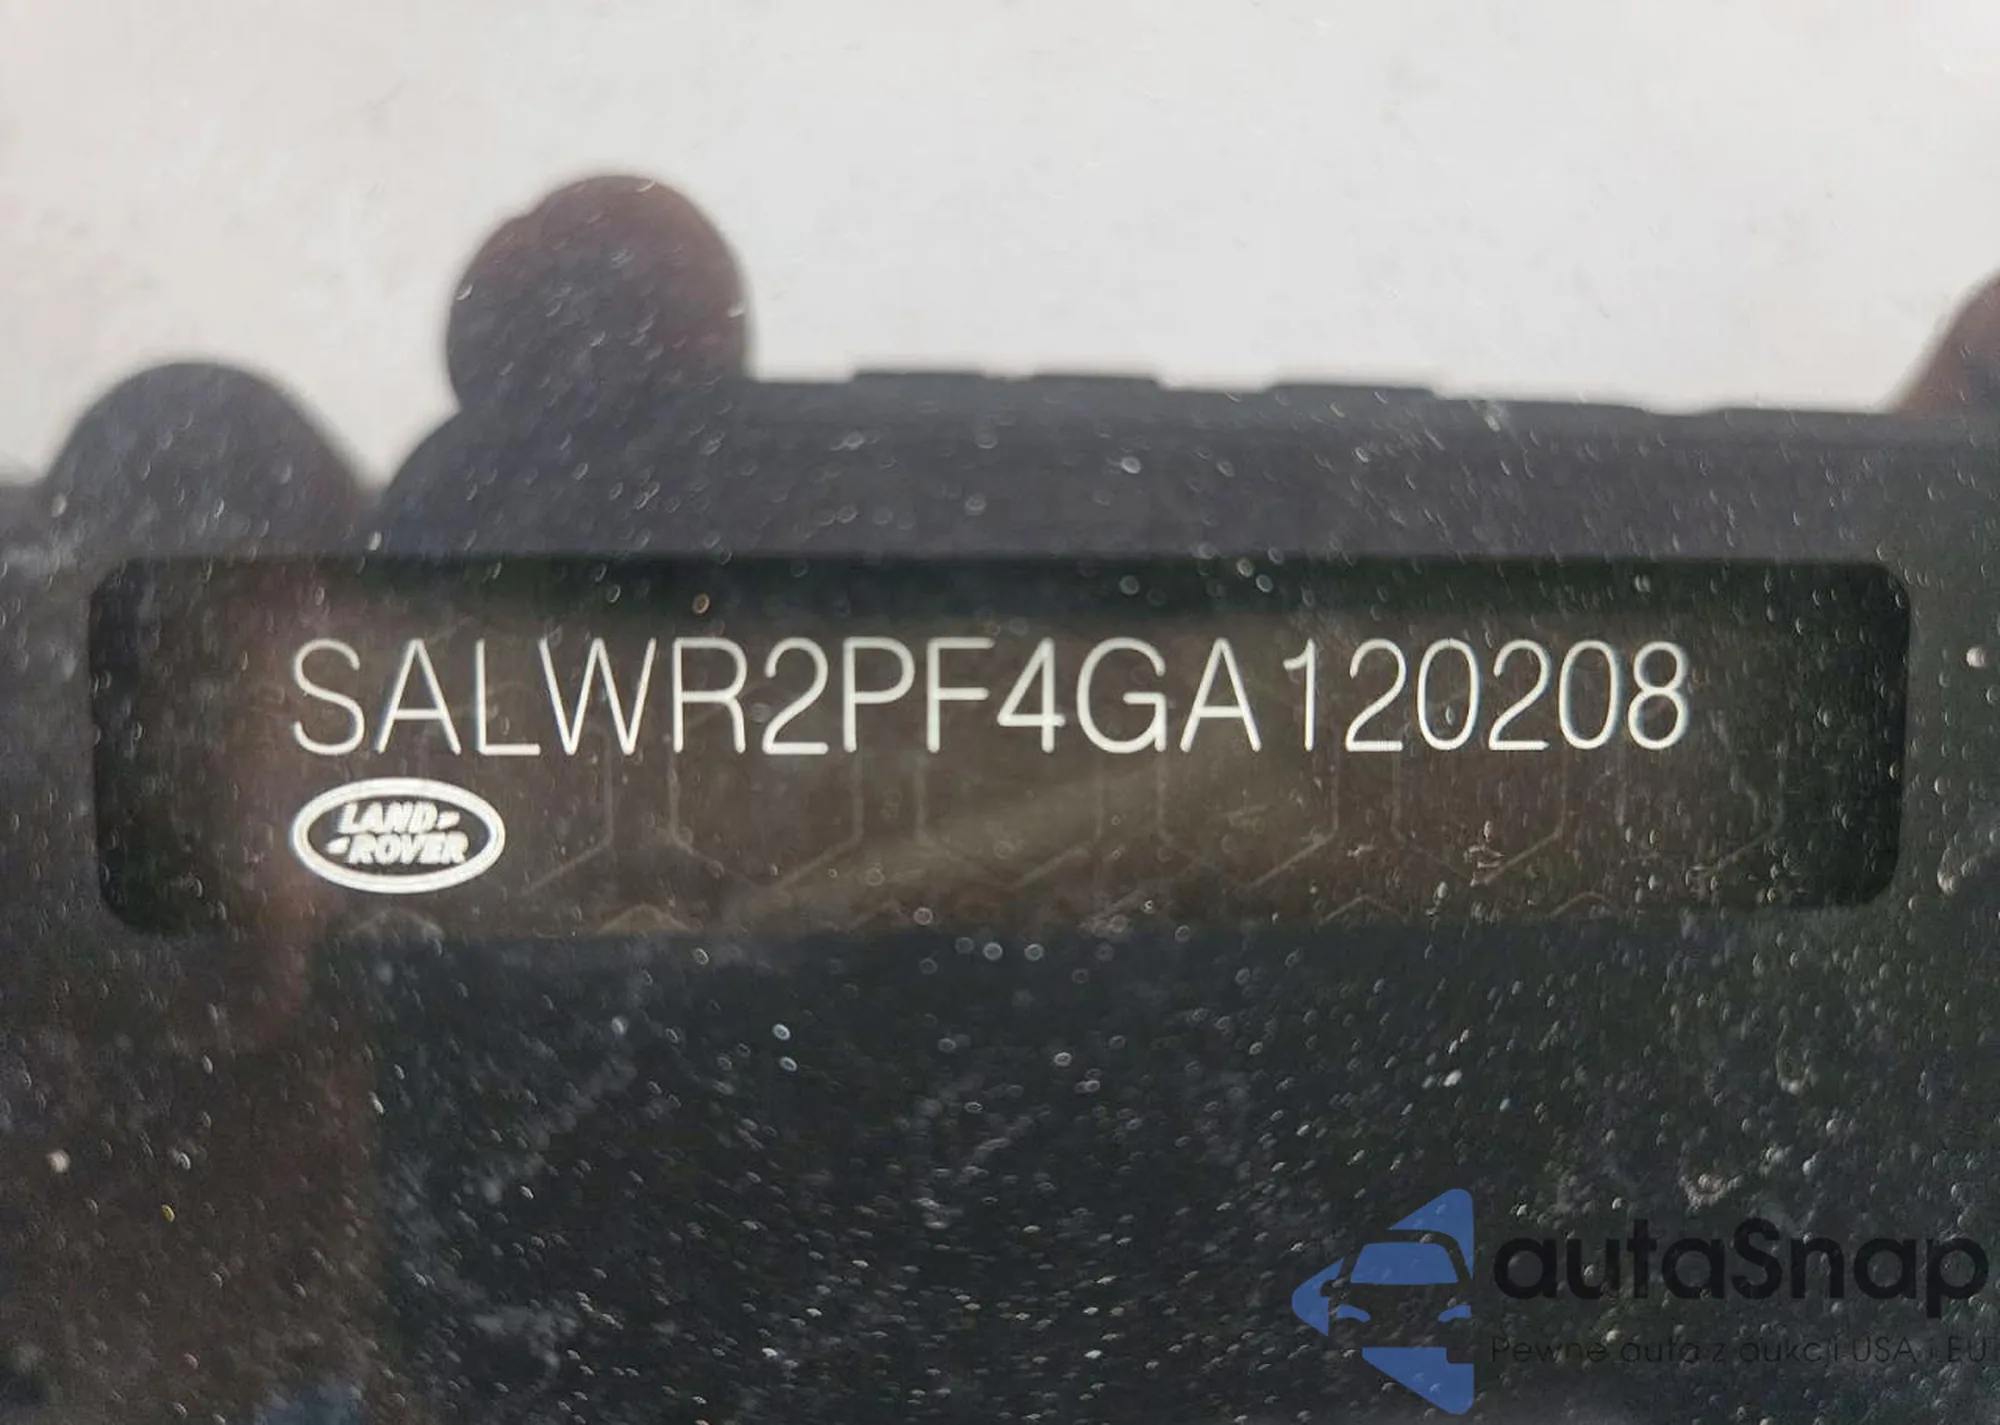 SALWR2PF4GA120208
LAND-
-ROVER
autaSnap
Pewne auta z aukcji USA i EU